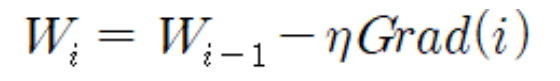 W_i = W_{i-1} − ηGrad(i)